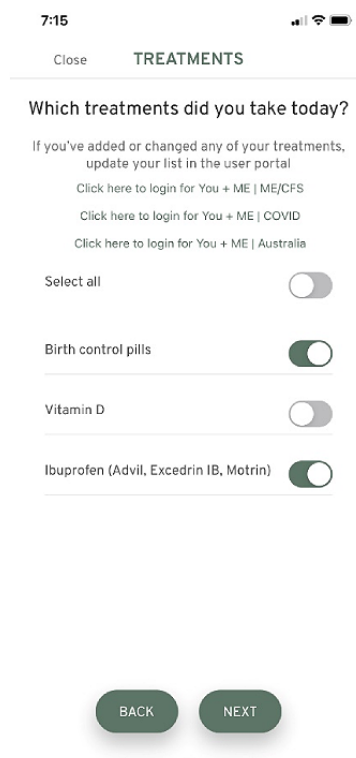 7:15
Close TREATMENTS
Which treatments did you take today?
If you've added or changed any of your treatments,
update your list in the user portal
Click here to login for You + ME | ME/CFS
Click here to login for You + ME | COVID
Click here to login for You + ME | Australia
Select all
Birth control pills
Vitamin D
Ibuprofen (Advil, Excedrin IB, Motrin)
BACK NEXT